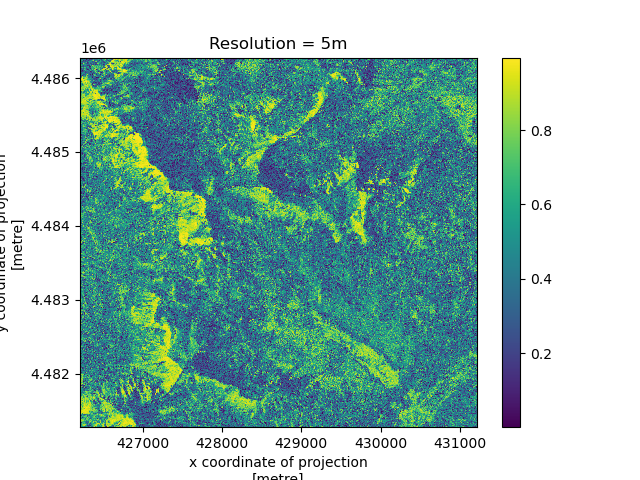 Resolution = 5m
1e6
4.486
4.485
4.484
4.483
4.482
y coordinate of projection
[metre]
427000 428000 429000 430000 431000
x coordinate of projection
[metre]
0.8
0.6
0.4
0.2